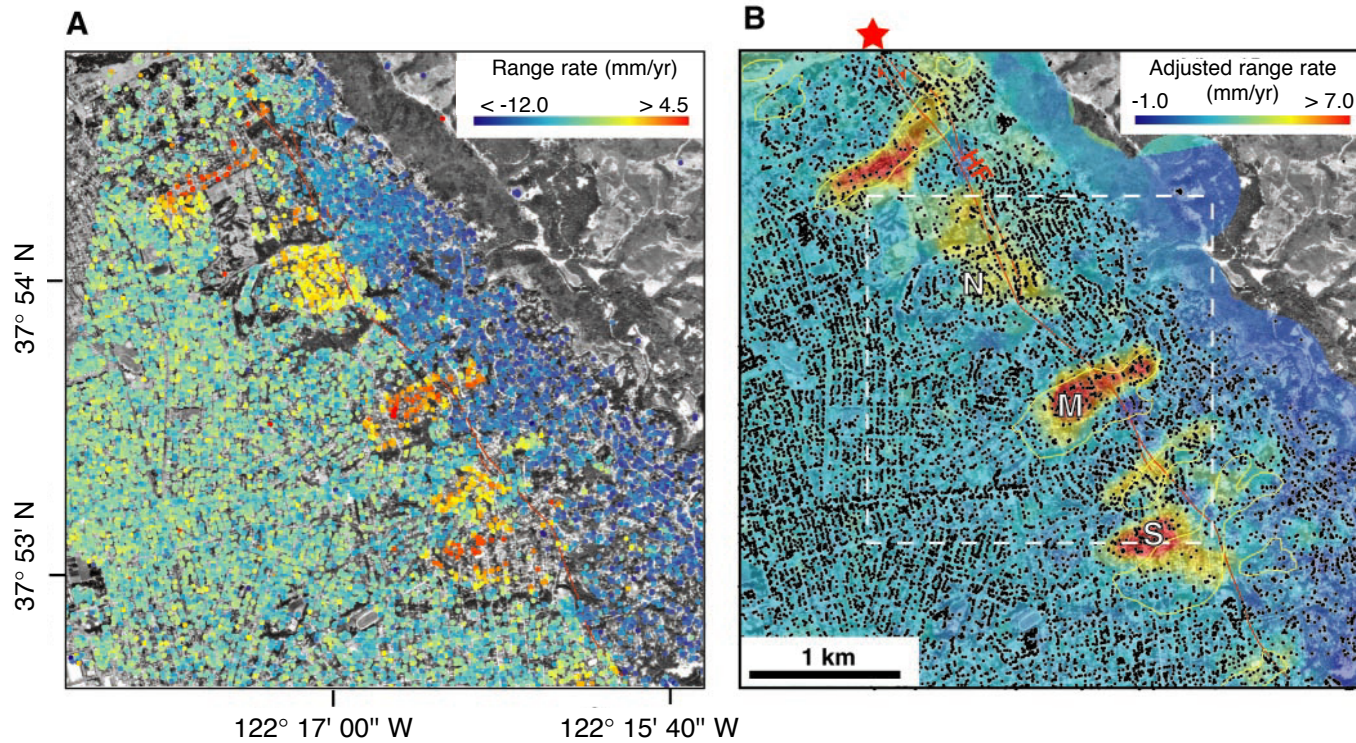 A
B
Range rate (mm/yr)
< -12.0 > 4.5
Adjusted range rate
(mm/yr)
-1.0 > 7.0
HF
N
M
S
37° 54' N
37° 53' N
1 km
122° 17' 00" W
122° 15' 40" W